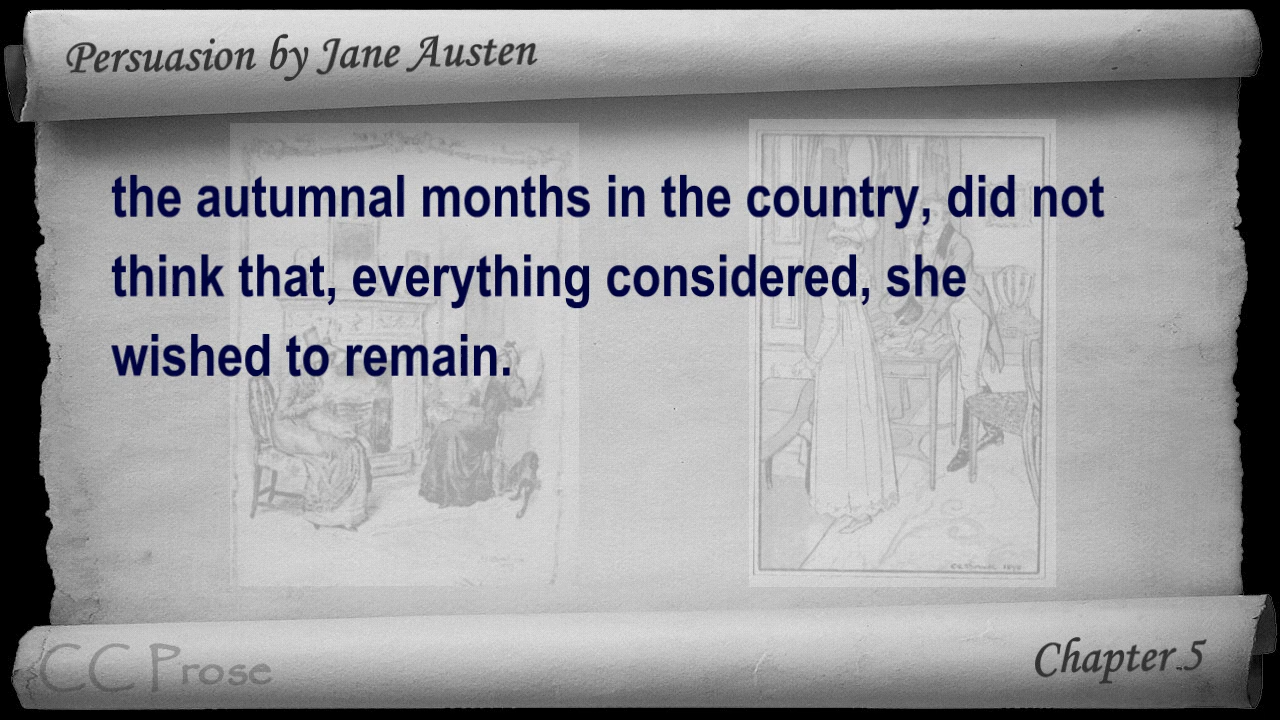 Persuasion by Jane Austen
the autumnal months in the country, did not
think that, everything considered, she
wished to remain.
CC Prose
Chapter 5